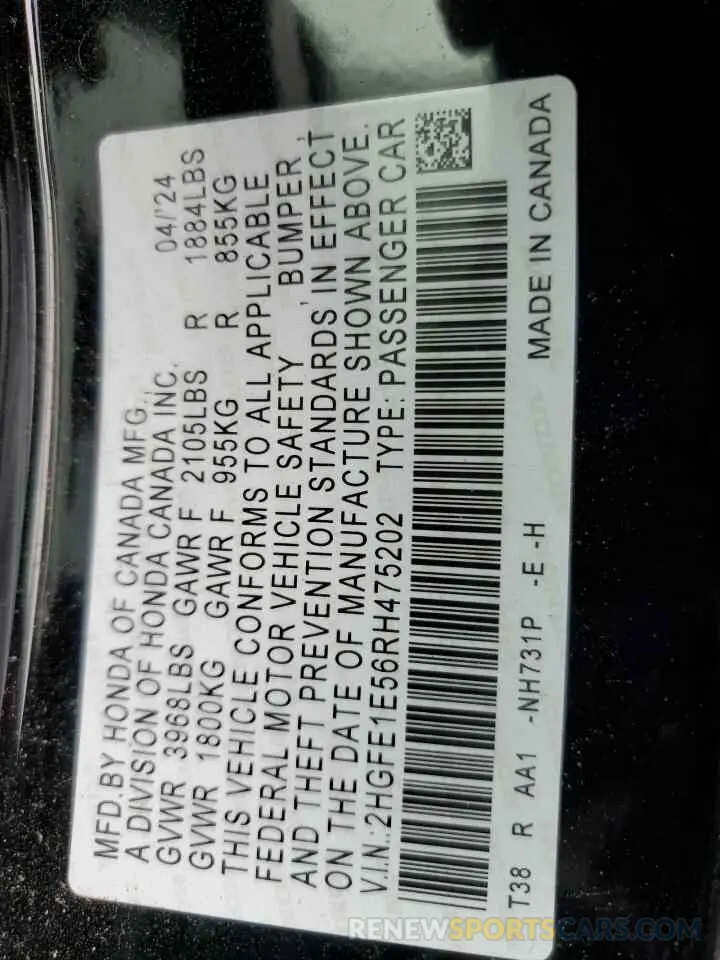 MFD.BY HONDA OF CANADA MFG., 04/'24
A DIVISION OF HONDA CANADA INC.
GVWR 3968LBS GAWR F 2105LBS R 1884LBS
GVWR 1800KG GAWR F 955KG R 855KG
THIS VEHICLE CONFORMS TO ALL APPLICABLE
FEDERAL MOTOR VEHICLE SAFETY, BUMPER,
AND THEFT PREVENTION STANDARDS IN EFFECT
ON THE DATE OF MANUFACTURE SHOWN ABOVE.
V.I.N.:2HGFE1E56RH475202 TYPE: PASSENGER CAR
T38 R AA1 -NH731P -E -H MADE IN CANADA
RENEWSPORTSCARS.COM